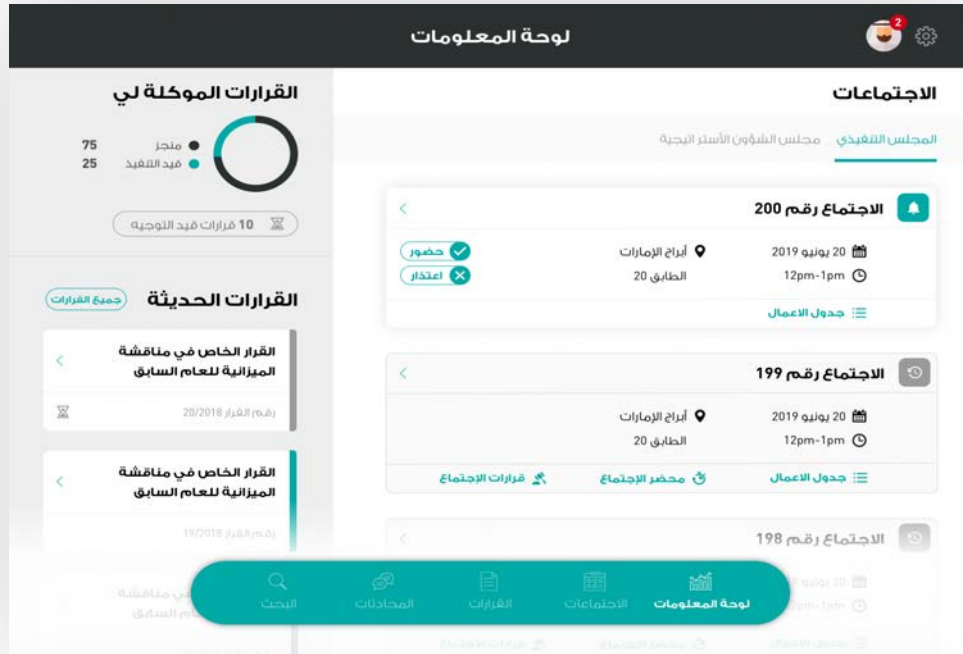 لوحة المعلومات
2
الاجتماعات
المجلس التنفيذي
مجلس الشؤون الأستراتيجية
الاجتماع رقم 200
20 يونيو 2019
أبراج الإمارات
حضور
12pm-1pm
الطابق 20
اعتذار
جدول الاعمال
الاجتماع رقم 199
20 يونيو 2019
أبراج الإمارات
12pm-1pm
الطابق 20
جدول الاعمال
محضر الإجتماع
قرارات الإجتماع
الاجتماع رقم 198
القرارات الموكلة لي
منجز 75
قيد التنفيذ 25
10 قرارات قيد التوجيه
القرارات الحديثة
جميع القرارات
القرار الخاص في مناقشة
الميزانية للعام السابق
رقم القرار 20/2018
القرار الخاص في مناقشة
الميزانية للعام السابق
رقم القرار 19/2018
لوحة المعلومات
الاجتماعات
القرارات
المحادثات
البحث